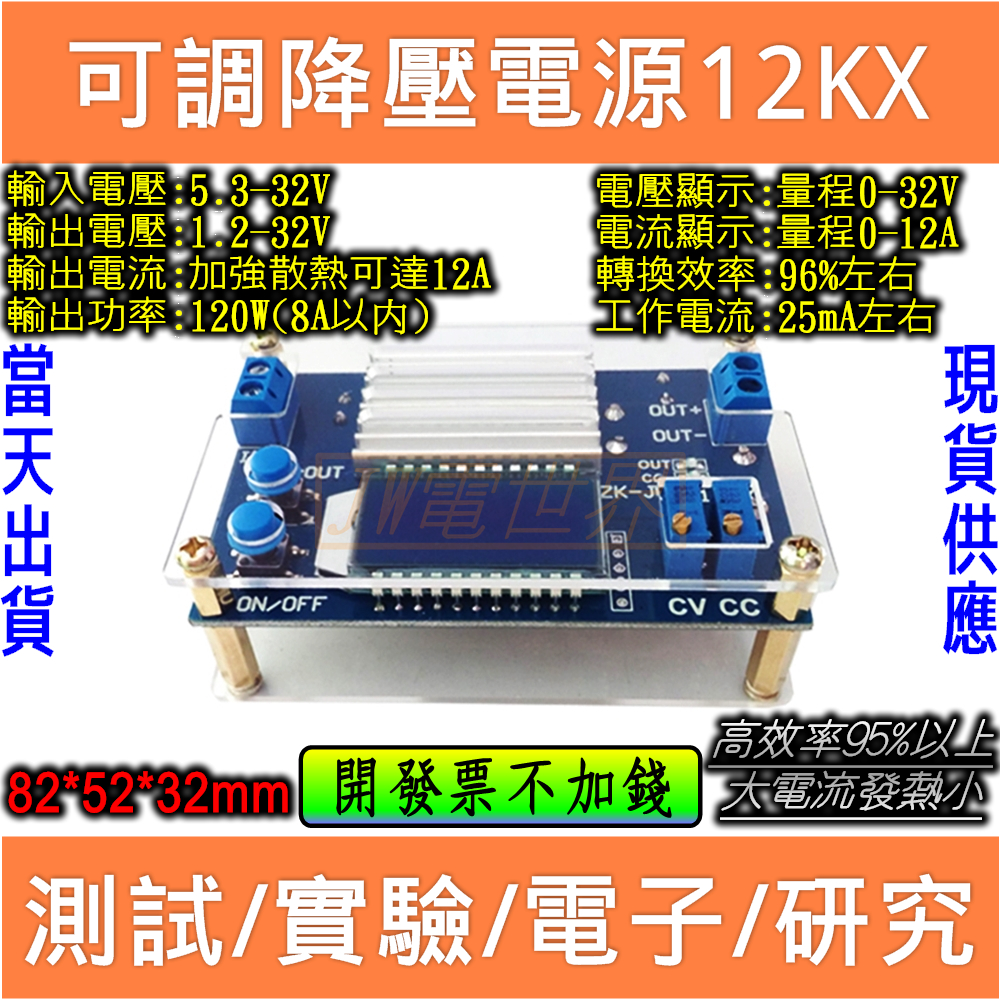 可調降壓電源12KX
輸入電壓:5.3-32V
輸出電壓:1.2-32V
輸出電流:加強散熱可達12A
輸出功率:120W(8A以內)
電壓顯示:量程0-32V
電流顯示:量程0-12A
轉換效率:96%左右
工作電流:25mA左右
當天出貨
現貨供應
OUT+
OUT-
OUT
OUT
ZK-J
JW電世界
ON/OFF
CV CC
82*52*32mm
開發票不加錢
高效率95%以上
大電流發熱小
測試/實驗/電子/研究